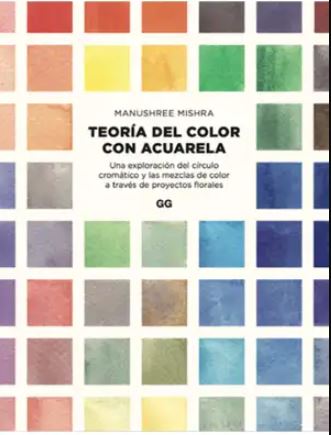 MANUSHREE MISHRA
TEORÍA DEL COLOR
CON ACUARELA
Una exploración del círculo
cromático y las mezclas de color
a través de proyectos florales
GG